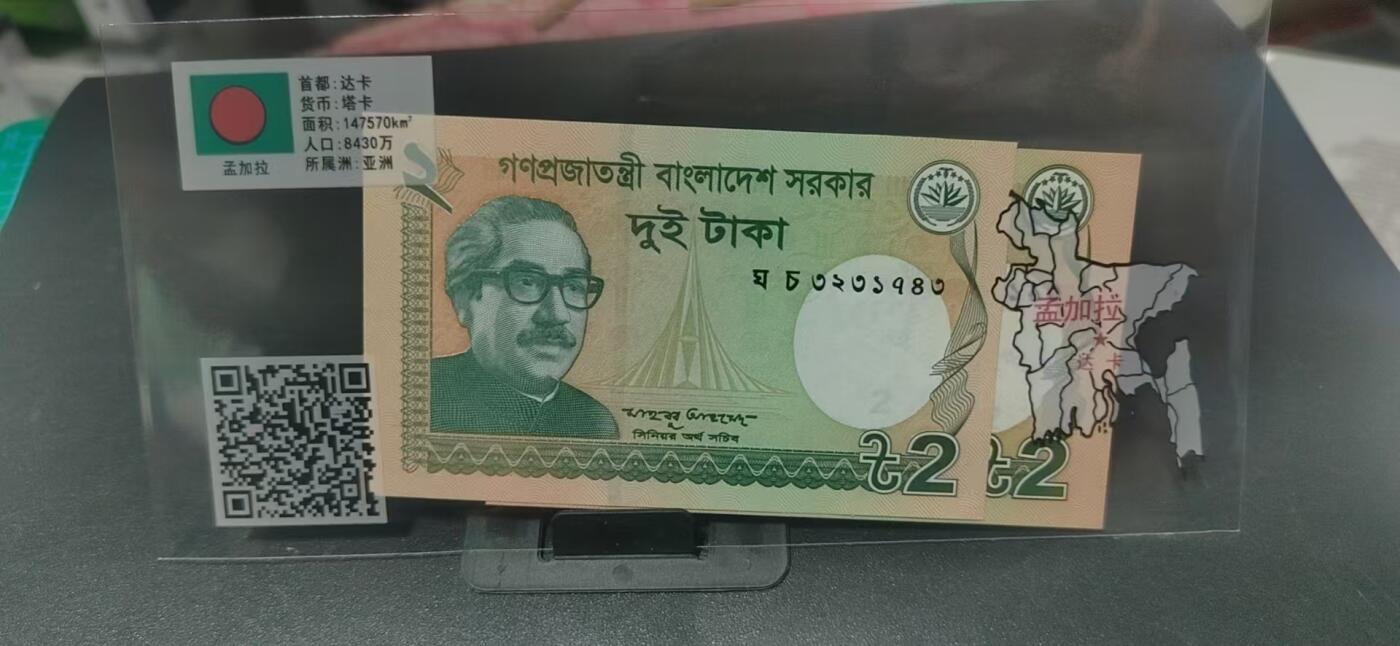 首都:达卡
货币:塔卡
面积:147570km²
人口:8430万
所属洲:亚洲
孟加拉
২
গণপ্রজাতন্ত্রী বাংলাদেশ সরকার
দুই টাকা
ঘ চ ৩২৩১৭৪৩
সিনিয়র অর্থ সচিব
৳2
৳2
孟加拉
达卡
2